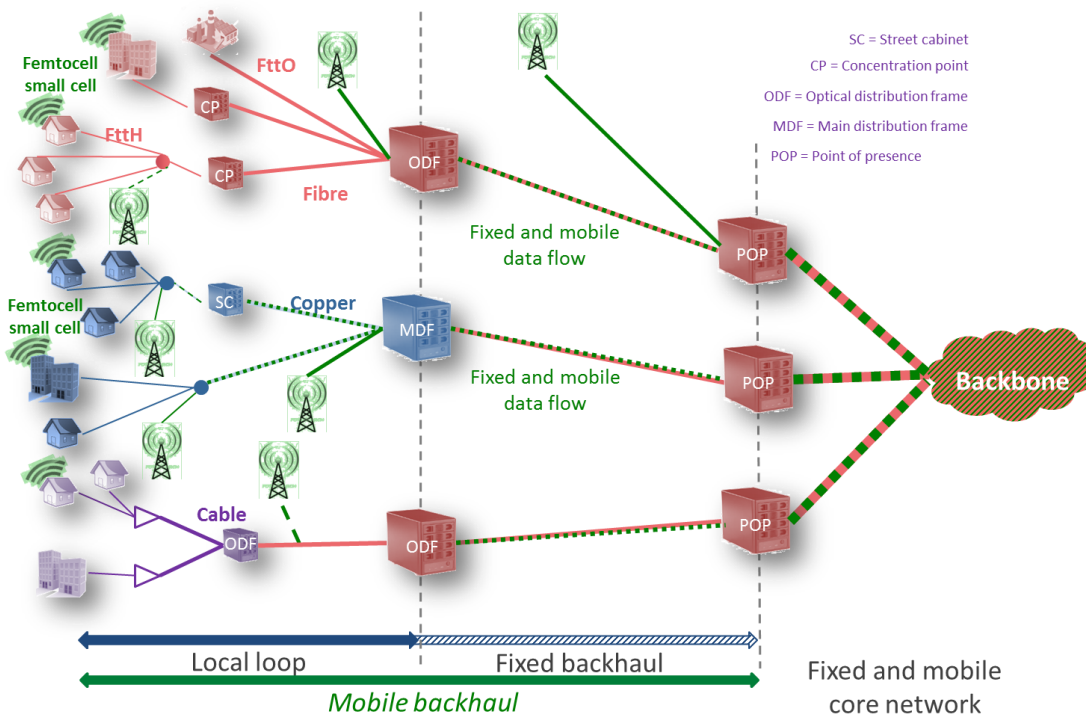 SC = Street cabinet
CP = Concentration point
ODF = Optical distribution frame
MDF = Main distribution frame
POP = Point of presence
Femtocell
small cell
FttO
CP
FttH
CP
Fibre
ODF
Fixed and mobile
data flow
POP
Femtocell
small cell
SC
Copper
MDF
Fixed and mobile
data flow
POP
Backbone
Cable
ODF
ODF
POP
Local loop
Fixed backhaul
Mobile backhaul
Fixed and mobile
core network